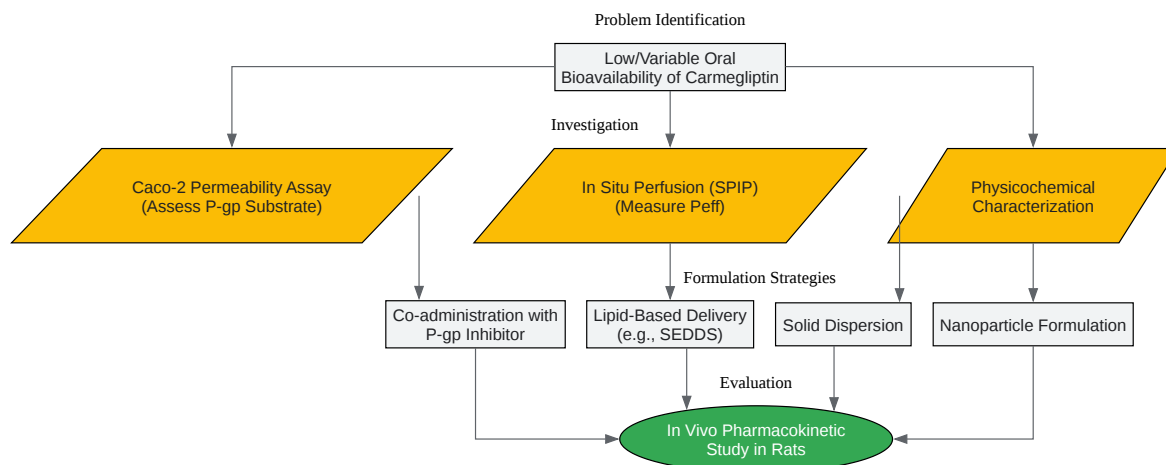 Problem Identification
Low/Variable Oral
Bioavailability of Carmegliptin
Investigation
Caco-2 Permeability Assay
(Assess P-gp Substrate)
In Situ Perfusion (SPIP)
(Measure Peff)
Physicochemical
Characterization
Formulation Strategies
Co-administration with
P-gp Inhibitor
Lipid-Based Delivery
(e.g., SEDDS)
Solid Dispersion
Nanoparticle Formulation
Evaluation
In Vivo Pharmacokinetic
Study in Rats